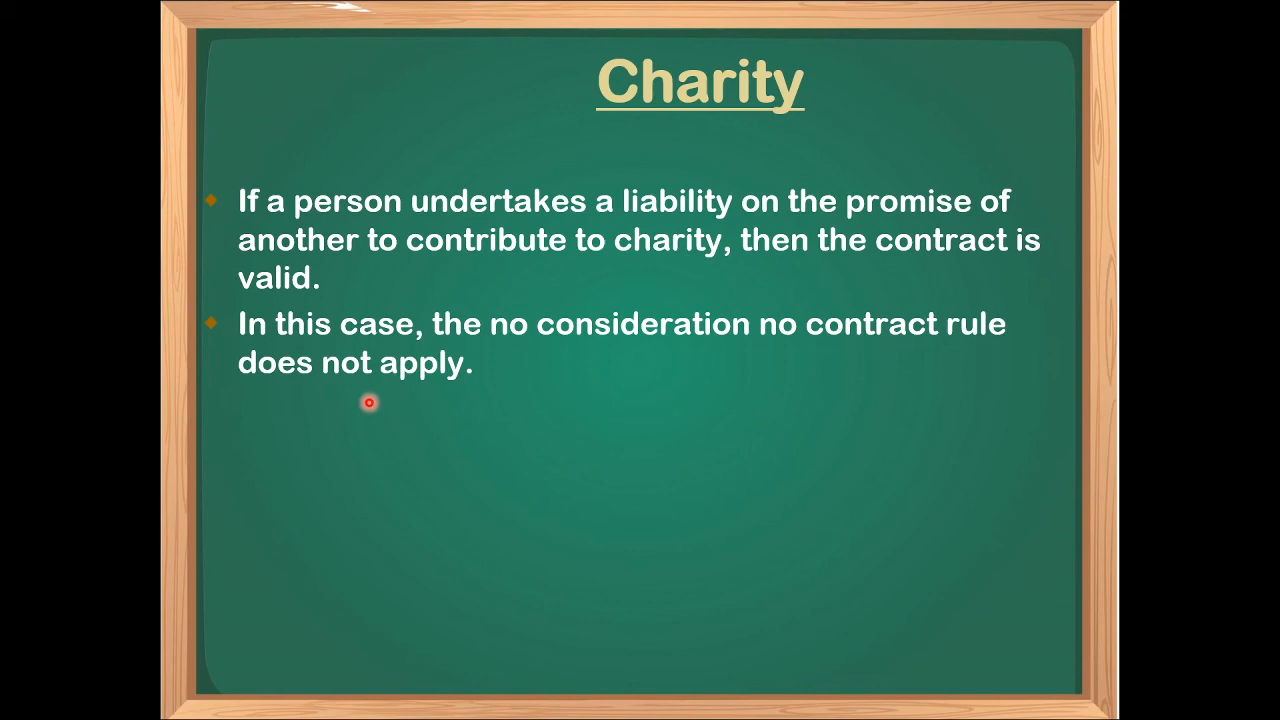 Charity
If a person undertakes a liability on the promise of
another to contribute to charity, then the contract is
valid.
In this case, the no consideration no contract rule
does not apply.